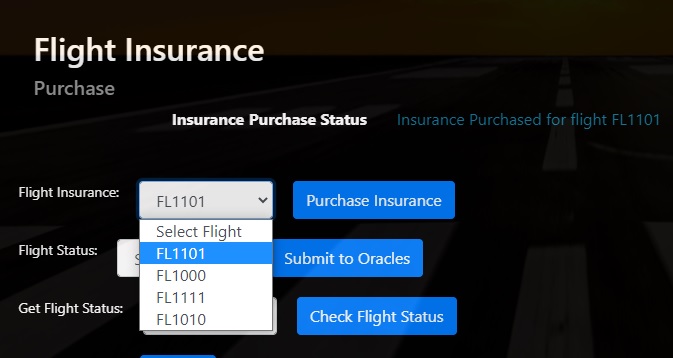 Flight Insurance
Purchase
Insurance Purchase Status Insurance Purchased for flight FL1101
Flight Insurance: FL1101 Purchase Insurance
Select Flight
Flight Status: FL1101 Submit to Oracles
FL1000
FL1111
Get Flight Status: FL1010 Check Flight Status